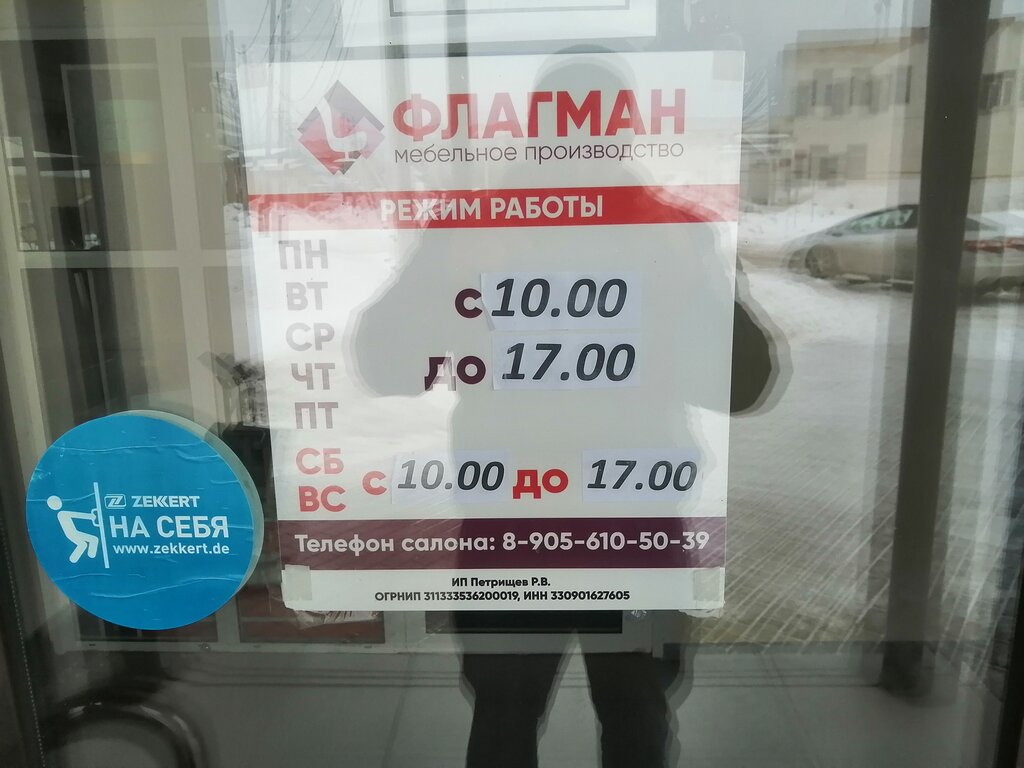 ФЛАГМАН
мебельное производство
РЕЖИМ РАБОТЫ
ПН
ВТ
СР
ЧТ
ПТ
с 10.00
до 17.00
СБ
ВС
с 10.00 до 17.00
Телефон салона: 8-905-610-50-39
ИП Петрищев Р.В.
ОГРНИП 311333536200019, ИНН 330901627605
ZEKKERT
НА СЕБЯ
www.zekkert.de